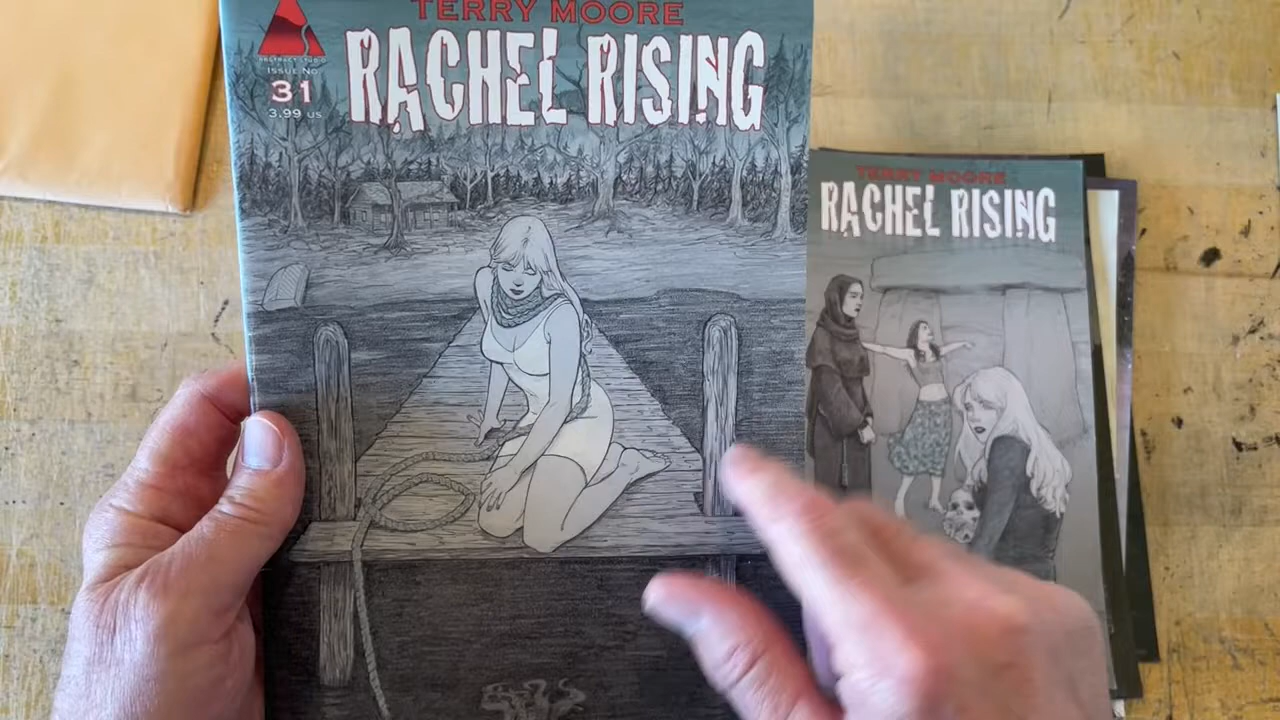 TERRY MOORE
RACHEL RISING
ABSTRACT STUDIO
ISSUE No.
31
3.99 US
TERRY MOORE
RACHEL RISING